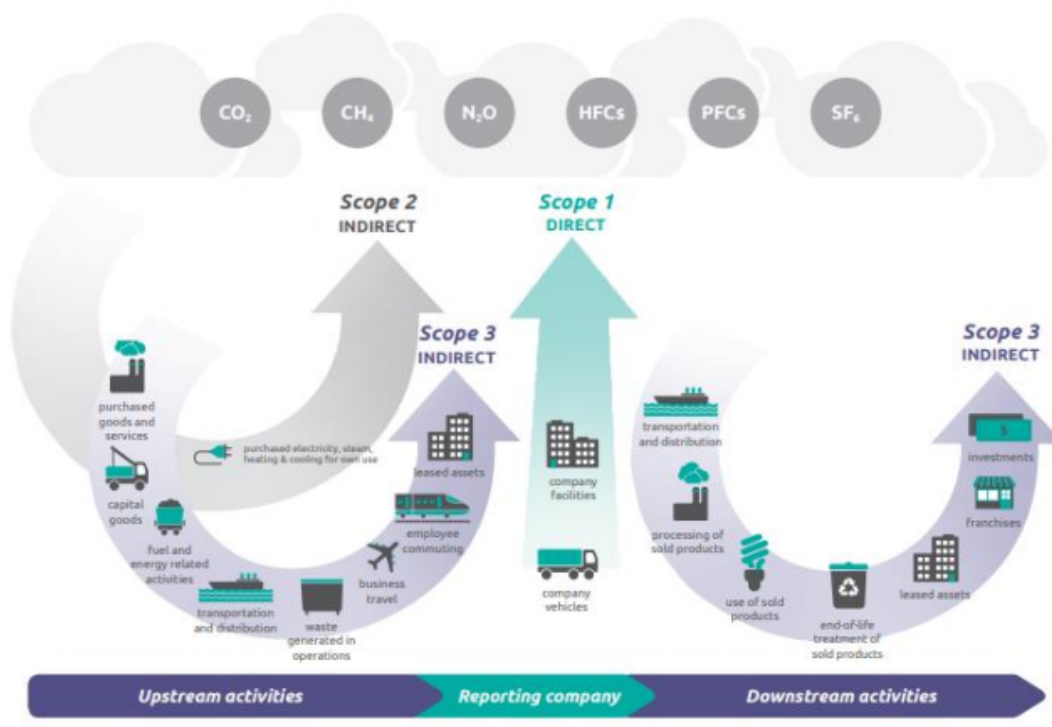 CO₂
CH₄
N₂O
HFCs
PFCs
SF₆
Scope 2
INDIRECT
Scope 1
DIRECT
Scope 3
INDIRECT
Scope 3
INDIRECT
purchased
goods and
services
capital
goods
fuel and
energy related
activities
transportation
and distribution
waste
generated in
operations
business
travel
employee
commuting
leased assets
purchased electricity, steam,
heating & cooling for own use
company
facilities
company
vehicles
transportation
and distribution
processing of
sold products
use of sold
products
end-of-life
treatment of
sold products
leased assets
franchises
investments
$
Upstream activities
Reporting company
Downstream activities